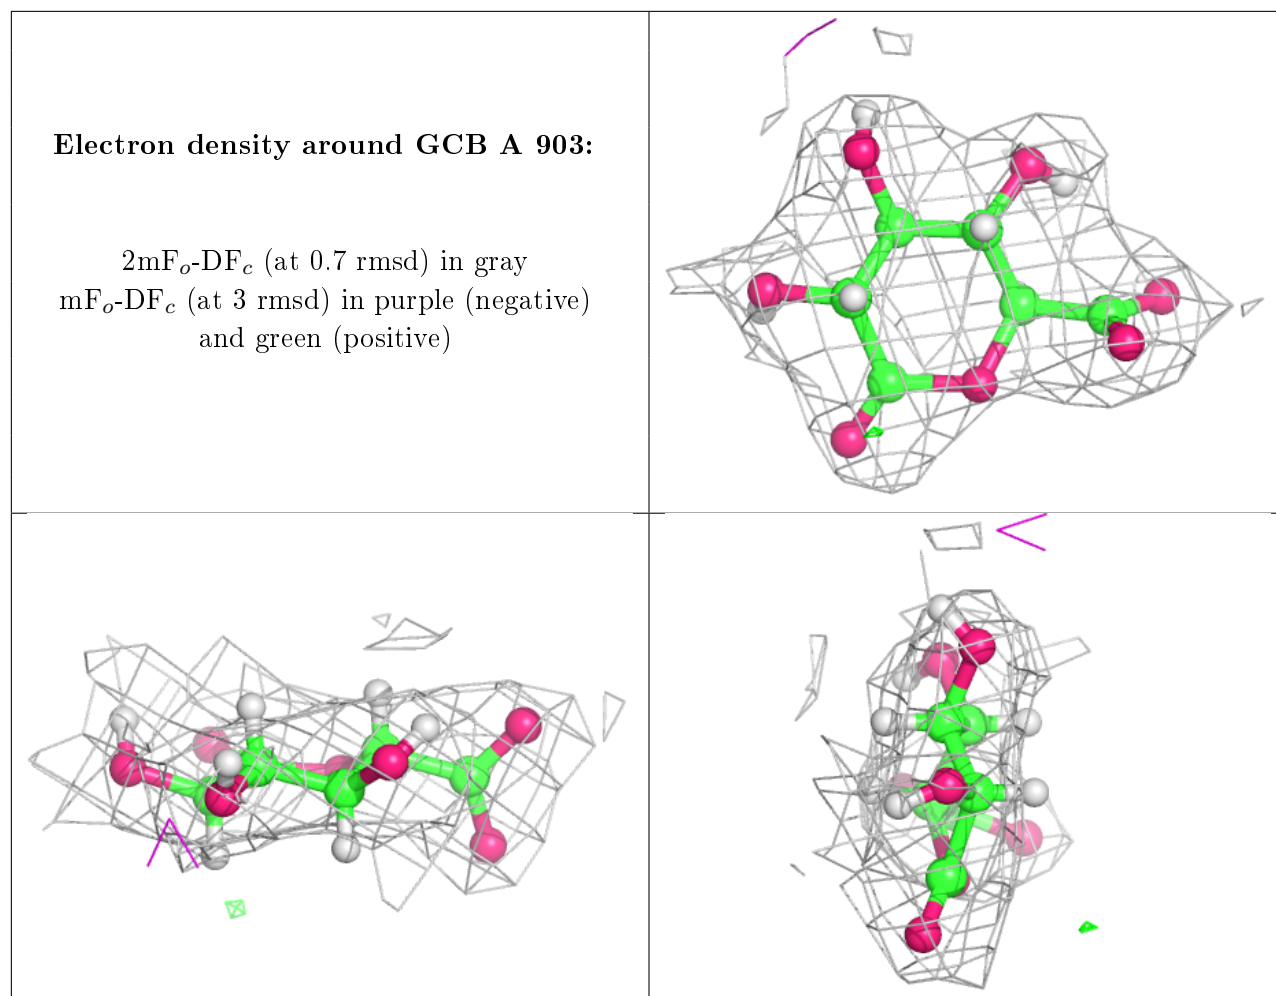 Electron density around GCB A 903:
2mFo-DFc (at 0.7 rmsd) in gray
mFo-DFc (at 3 rmsd) in purple (negative)
and green (positive)